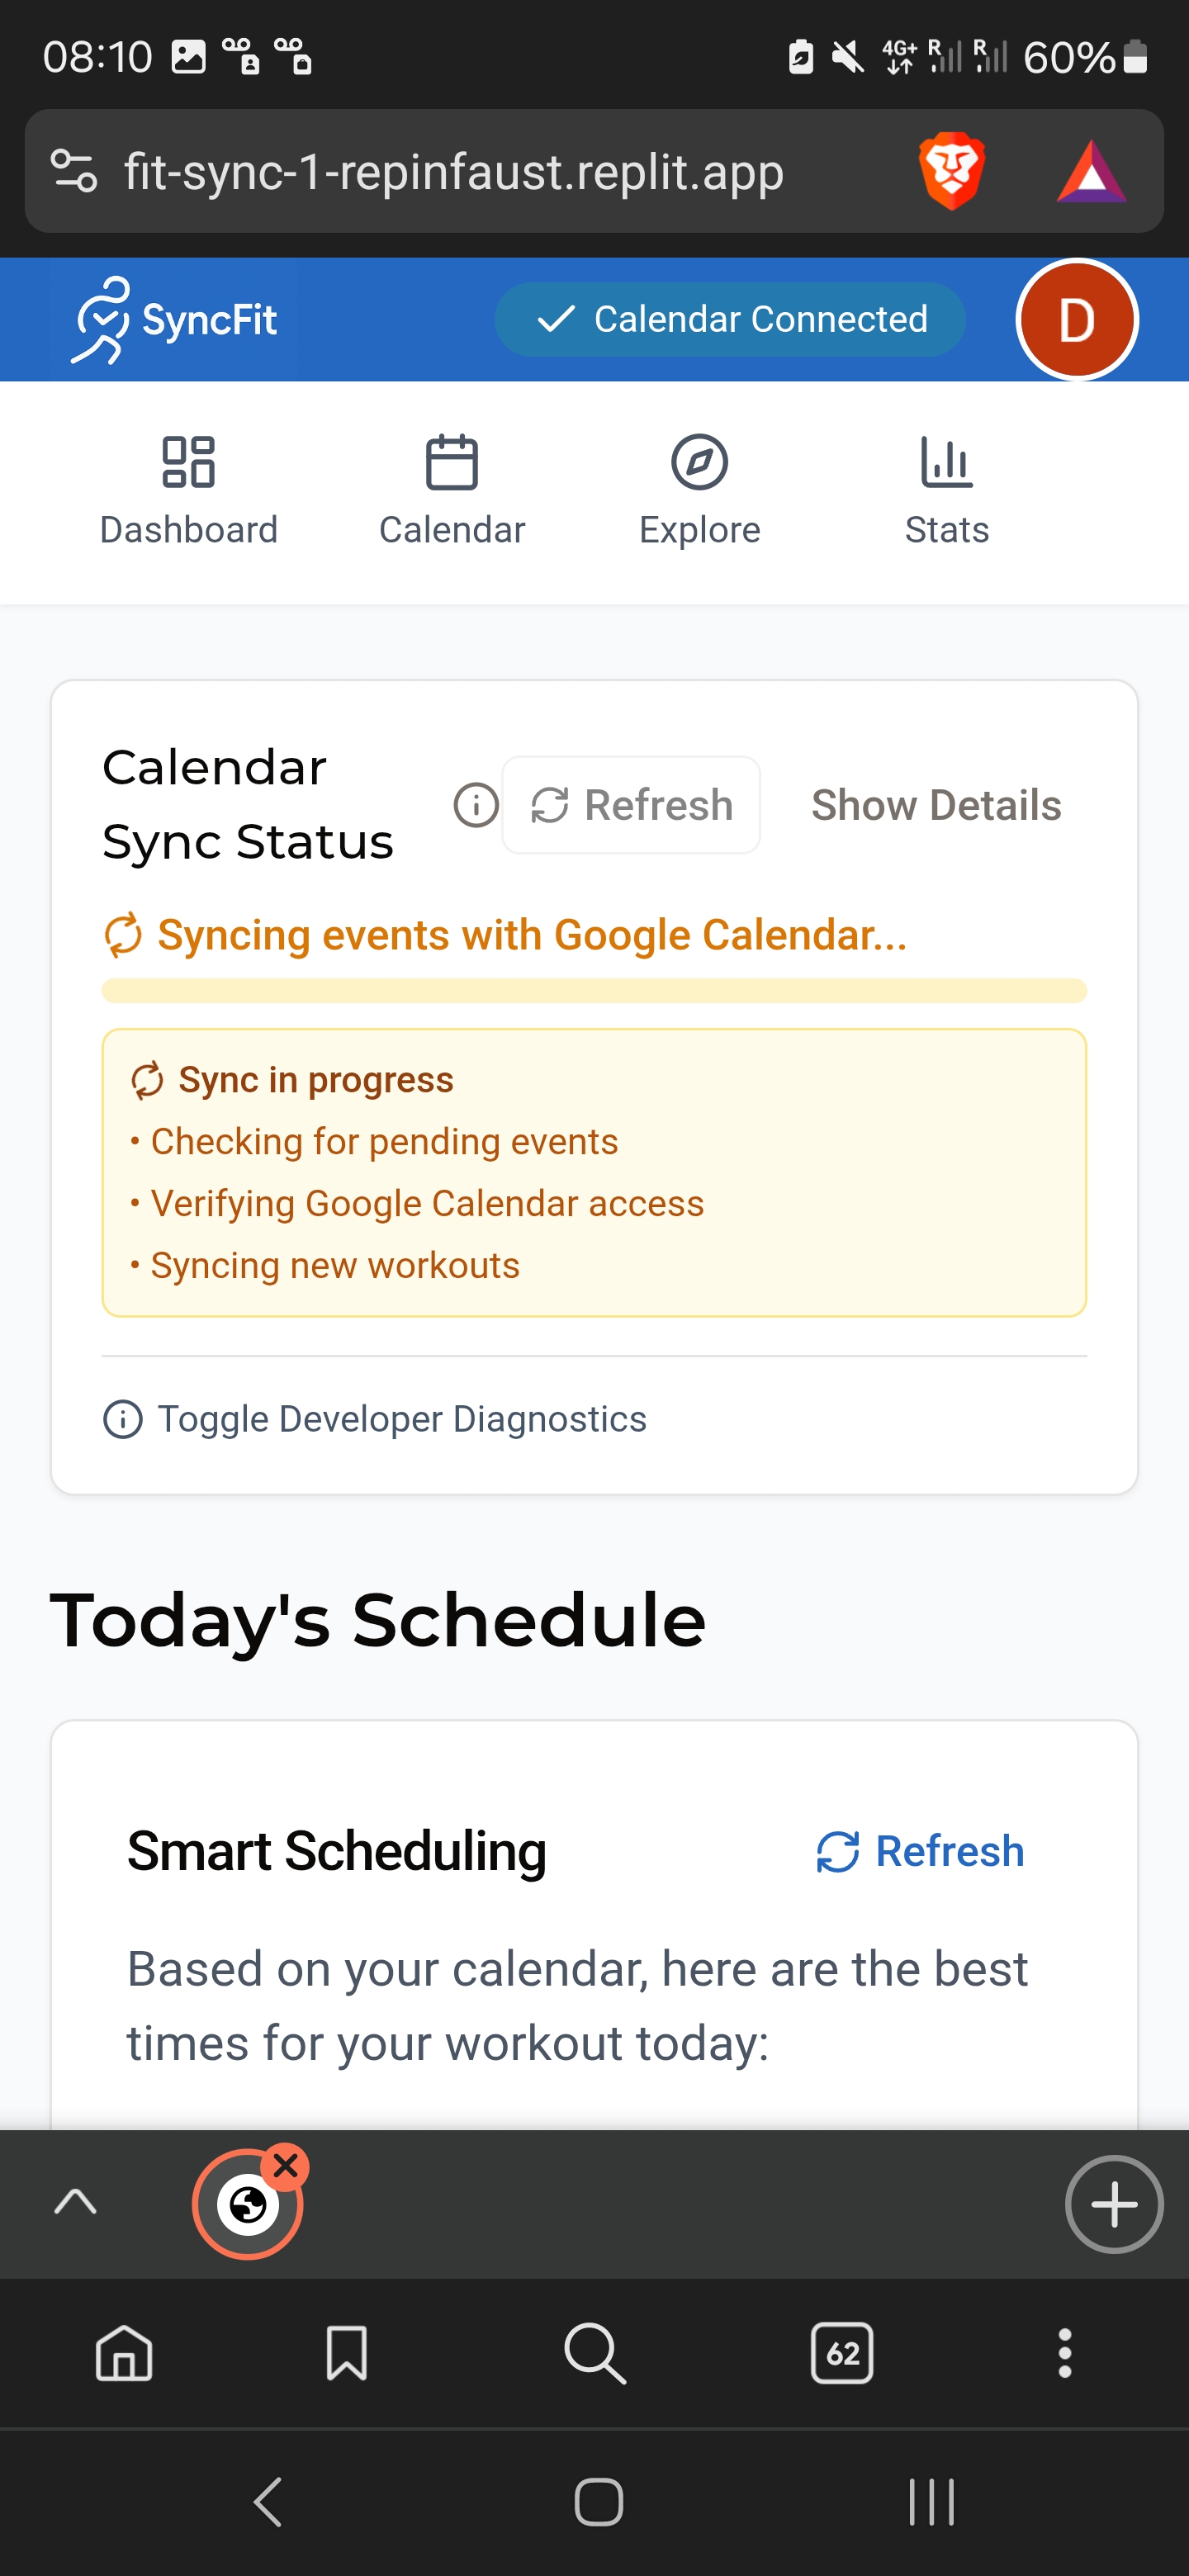 08:10
4G+ R R 60%
fit-sync-1-repinfaust.replit.app
SyncFit
Calendar Connected
D
Dashboard
Calendar
Explore
Stats
Calendar
Sync Status
Refresh
Show Details
Syncing events with Google Calendar...
Sync in progress
• Checking for pending events
• Verifying Google Calendar access
• Syncing new workouts
Toggle Developer Diagnostics
Today's Schedule
Smart Scheduling
Refresh
Based on your calendar, here are the best
times for your workout today:
62